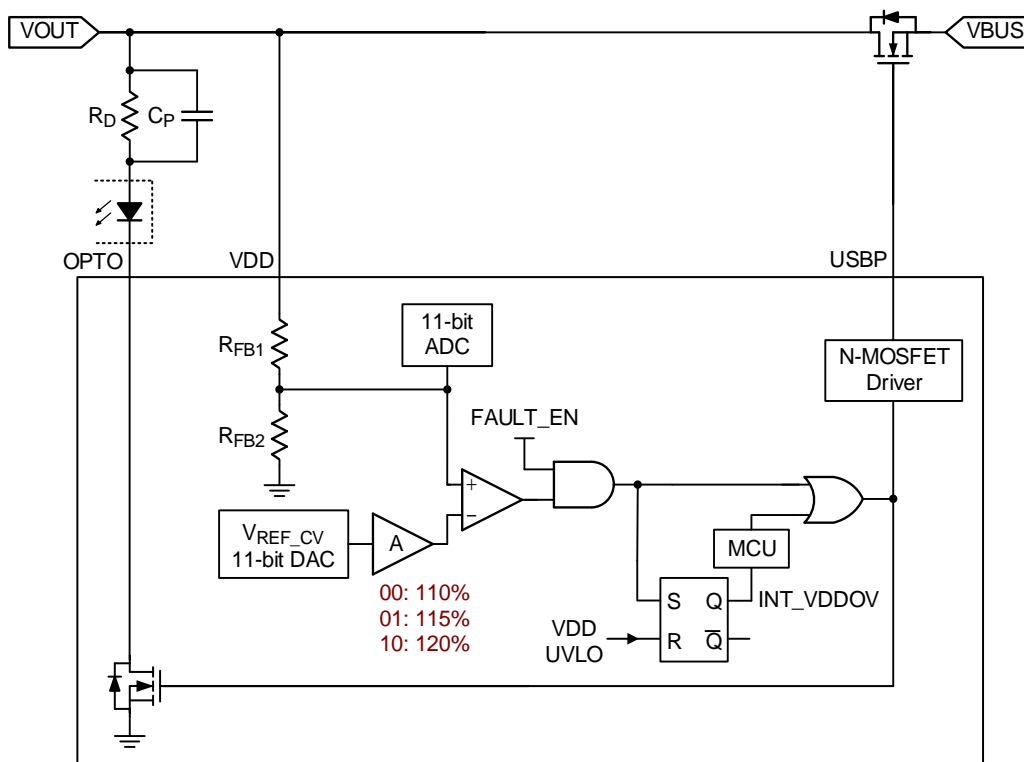 VOUT
VBUS
RD
CP
OPTO
VDD
USBP
11-bit
ADC
RFB1
N-MOSFET
Driver
FAULT_EN
RFB2
+
−
VREF_CV
11-bit DAC
A
MCU
00: 110%
01: 115%
10: 120%
S
Q
INT_VDDOV
VDD
UVLO
R
Q̅